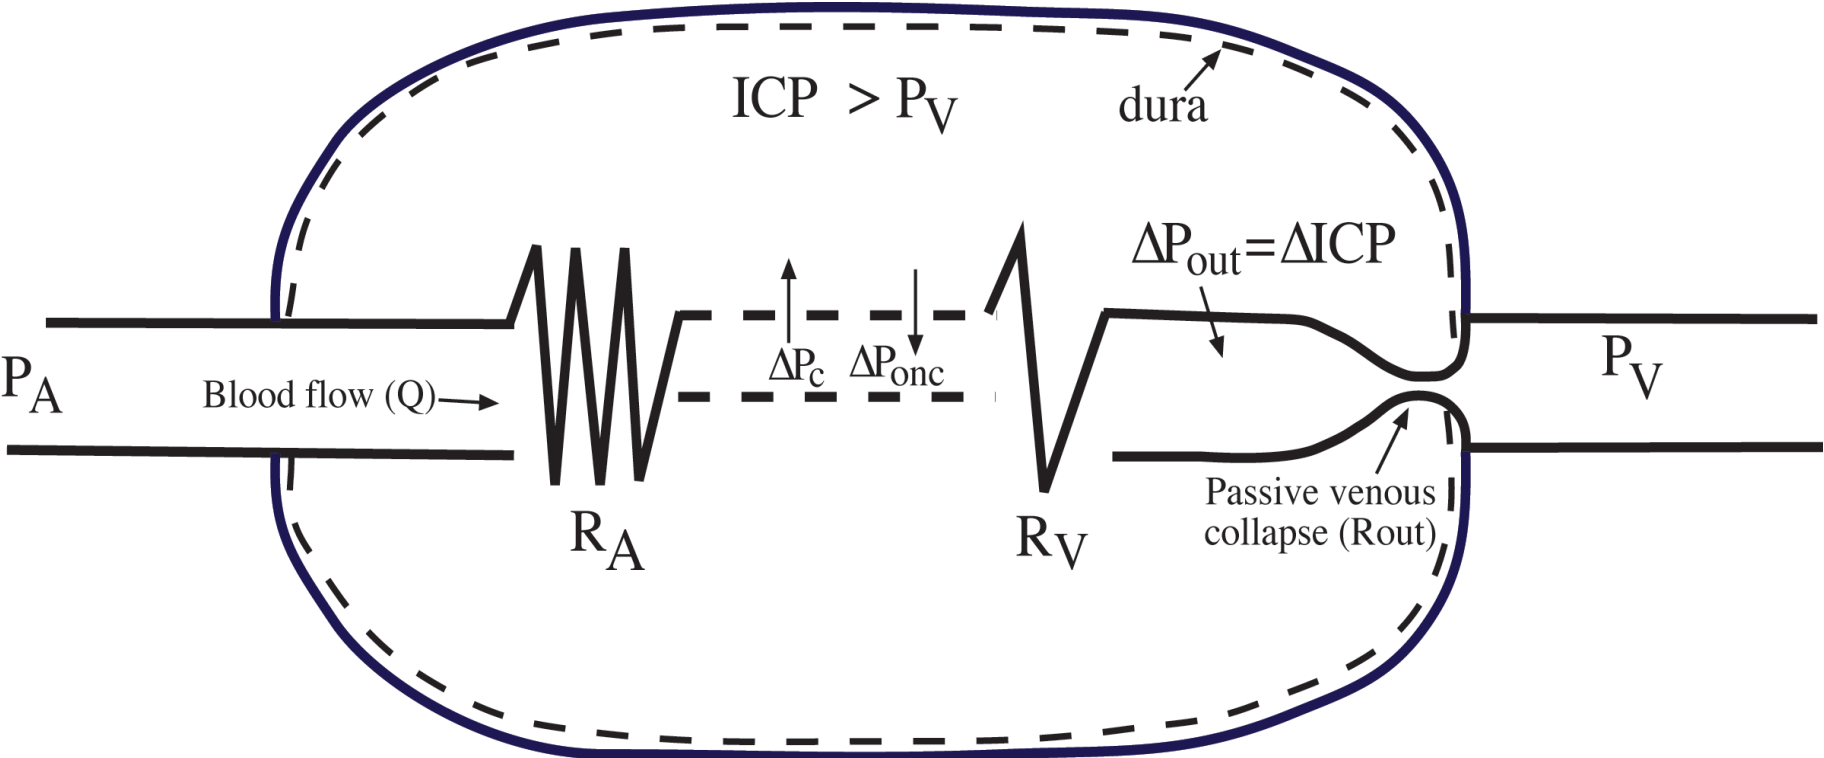 ICP > PV
dura
ΔPout=ΔICP
ΔPc
ΔPonc
PA
Blood flow (Q)
PV
Passive venous
collapse (Rout)
RA
RV